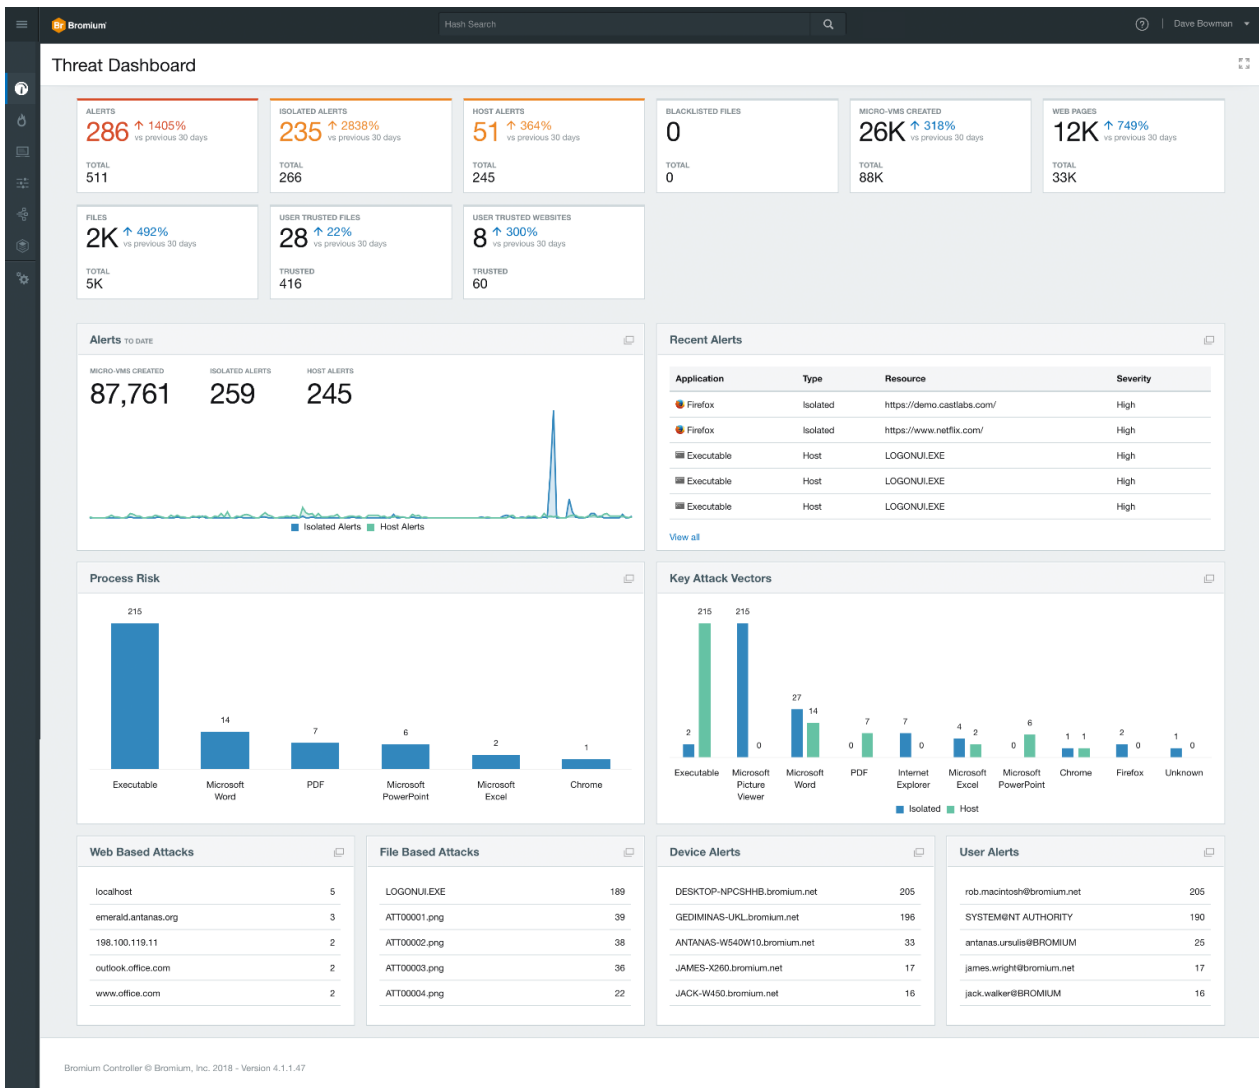 Br Bromium
Hash Search
Dave Bowman
Threat Dashboard
ALERTS
286 ↑ 1405%
vs previous 30 days
TOTAL
511
ISOLATED ALERTS
235 ↑ 2838%
vs previous 30 days
TOTAL
266
HOST ALERTS
51 ↑ 364%
vs previous 30 days
TOTAL
245
BLACKLISTED FILES
0
TOTAL
0
MICRO-VMS CREATED
26K ↑ 318%
vs previous 30 days
TOTAL
88K
WEB PAGES
12K ↑ 749%
vs previous 30 days
TOTAL
33K
FILES
2K ↑ 492%
vs previous 30 days
TOTAL
5K
USER TRUSTED FILES
28 ↑ 22%
vs previous 30 days
TRUSTED
416
USER TRUSTED WEBSITES
8 ↑ 300%
vs previous 30 days
TRUSTED
60
Alerts TO DATE
MICRO-VMS CREATED ISOLATED ALERTS HOST ALERTS
87,761 259 245
Isolated Alerts Host Alerts
Recent Alerts
Application Type Resource Severity
Firefox Isolated https://demo.castlabs.com/ High
Firefox Isolated https://www.netflix.com/ High
Executable Host LOGONUI.EXE High
Executable Host LOGONUI.EXE High
Executable Host LOGONUI.EXE High
View all
Process Risk
215 14 7 6 2 1
Executable Microsoft Word PDF Microsoft PowerPoint Microsoft Excel Chrome
Key Attack Vectors
2 215 215 0 27 14 0 7 7 0 4 2 0 6 1 1 2 0 1 0
Executable Microsoft Picture Viewer Microsoft Word PDF Internet Explorer Microsoft Excel Microsoft PowerPoint Chrome Firefox Unknown
Isolated Host
Web Based Attacks
localhost 5
emerald.antanas.org 3
198.100.119.11 2
outlook.office.com 2
www.office.com 2
File Based Attacks
LOGONUI.EXE 189
ATT00001.png 39
ATT00002.png 38
ATT00003.png 36
ATT00004.png 22
Device Alerts
DESKTOP-NPCSHHB.bromium.net 205
GEDIMINAS-UKL.bromium.net 196
ANTANAS-W540W10.bromium.net 33
JAMES-X260.bromium.net 17
JACK-W450.bromium.net 16
User Alerts
rob.macintosh@bromium.net 205
SYSTEM@NT AUTHORITY 190
antanas.ursulis@BROMIUM 25
james.wright@bromium.net 17
jack.walker@BROMIUM 16
Bromium Controller © Bromium, Inc. 2018 - Version 4.1.1.47